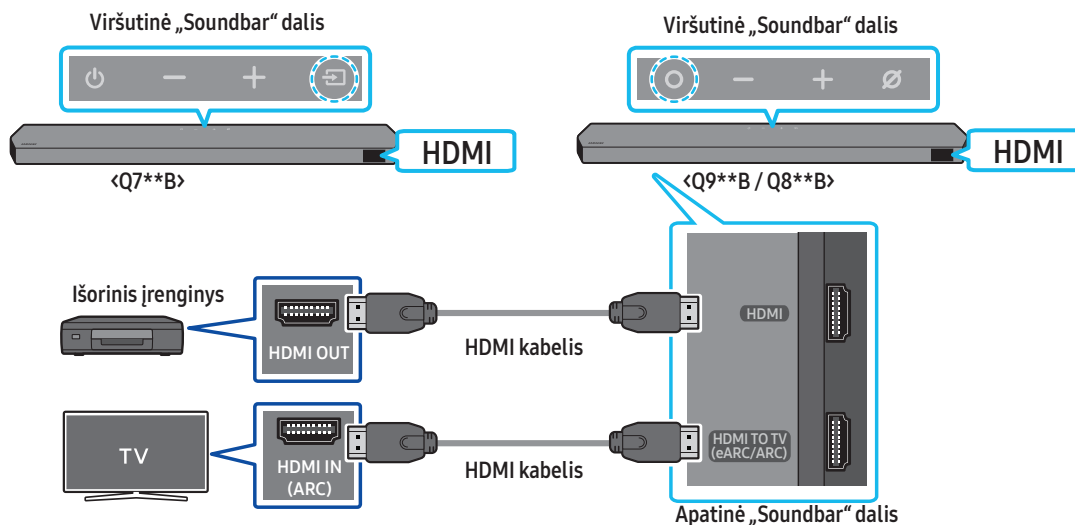 Viršutinė „Soundbar“ dalis
HDMI
<Q7**B>
Viršutinė „Soundbar“ dalis
HDMI
<Q9**B / Q8**B>
Išorinis įrenginys
HDMI OUT
HDMI kabelis
HDMI
TV
HDMI IN
(ARC)
HDMI kabelis
HDMI TO TV
(eARC/ARC)
Apatinė „Soundbar“ dalis